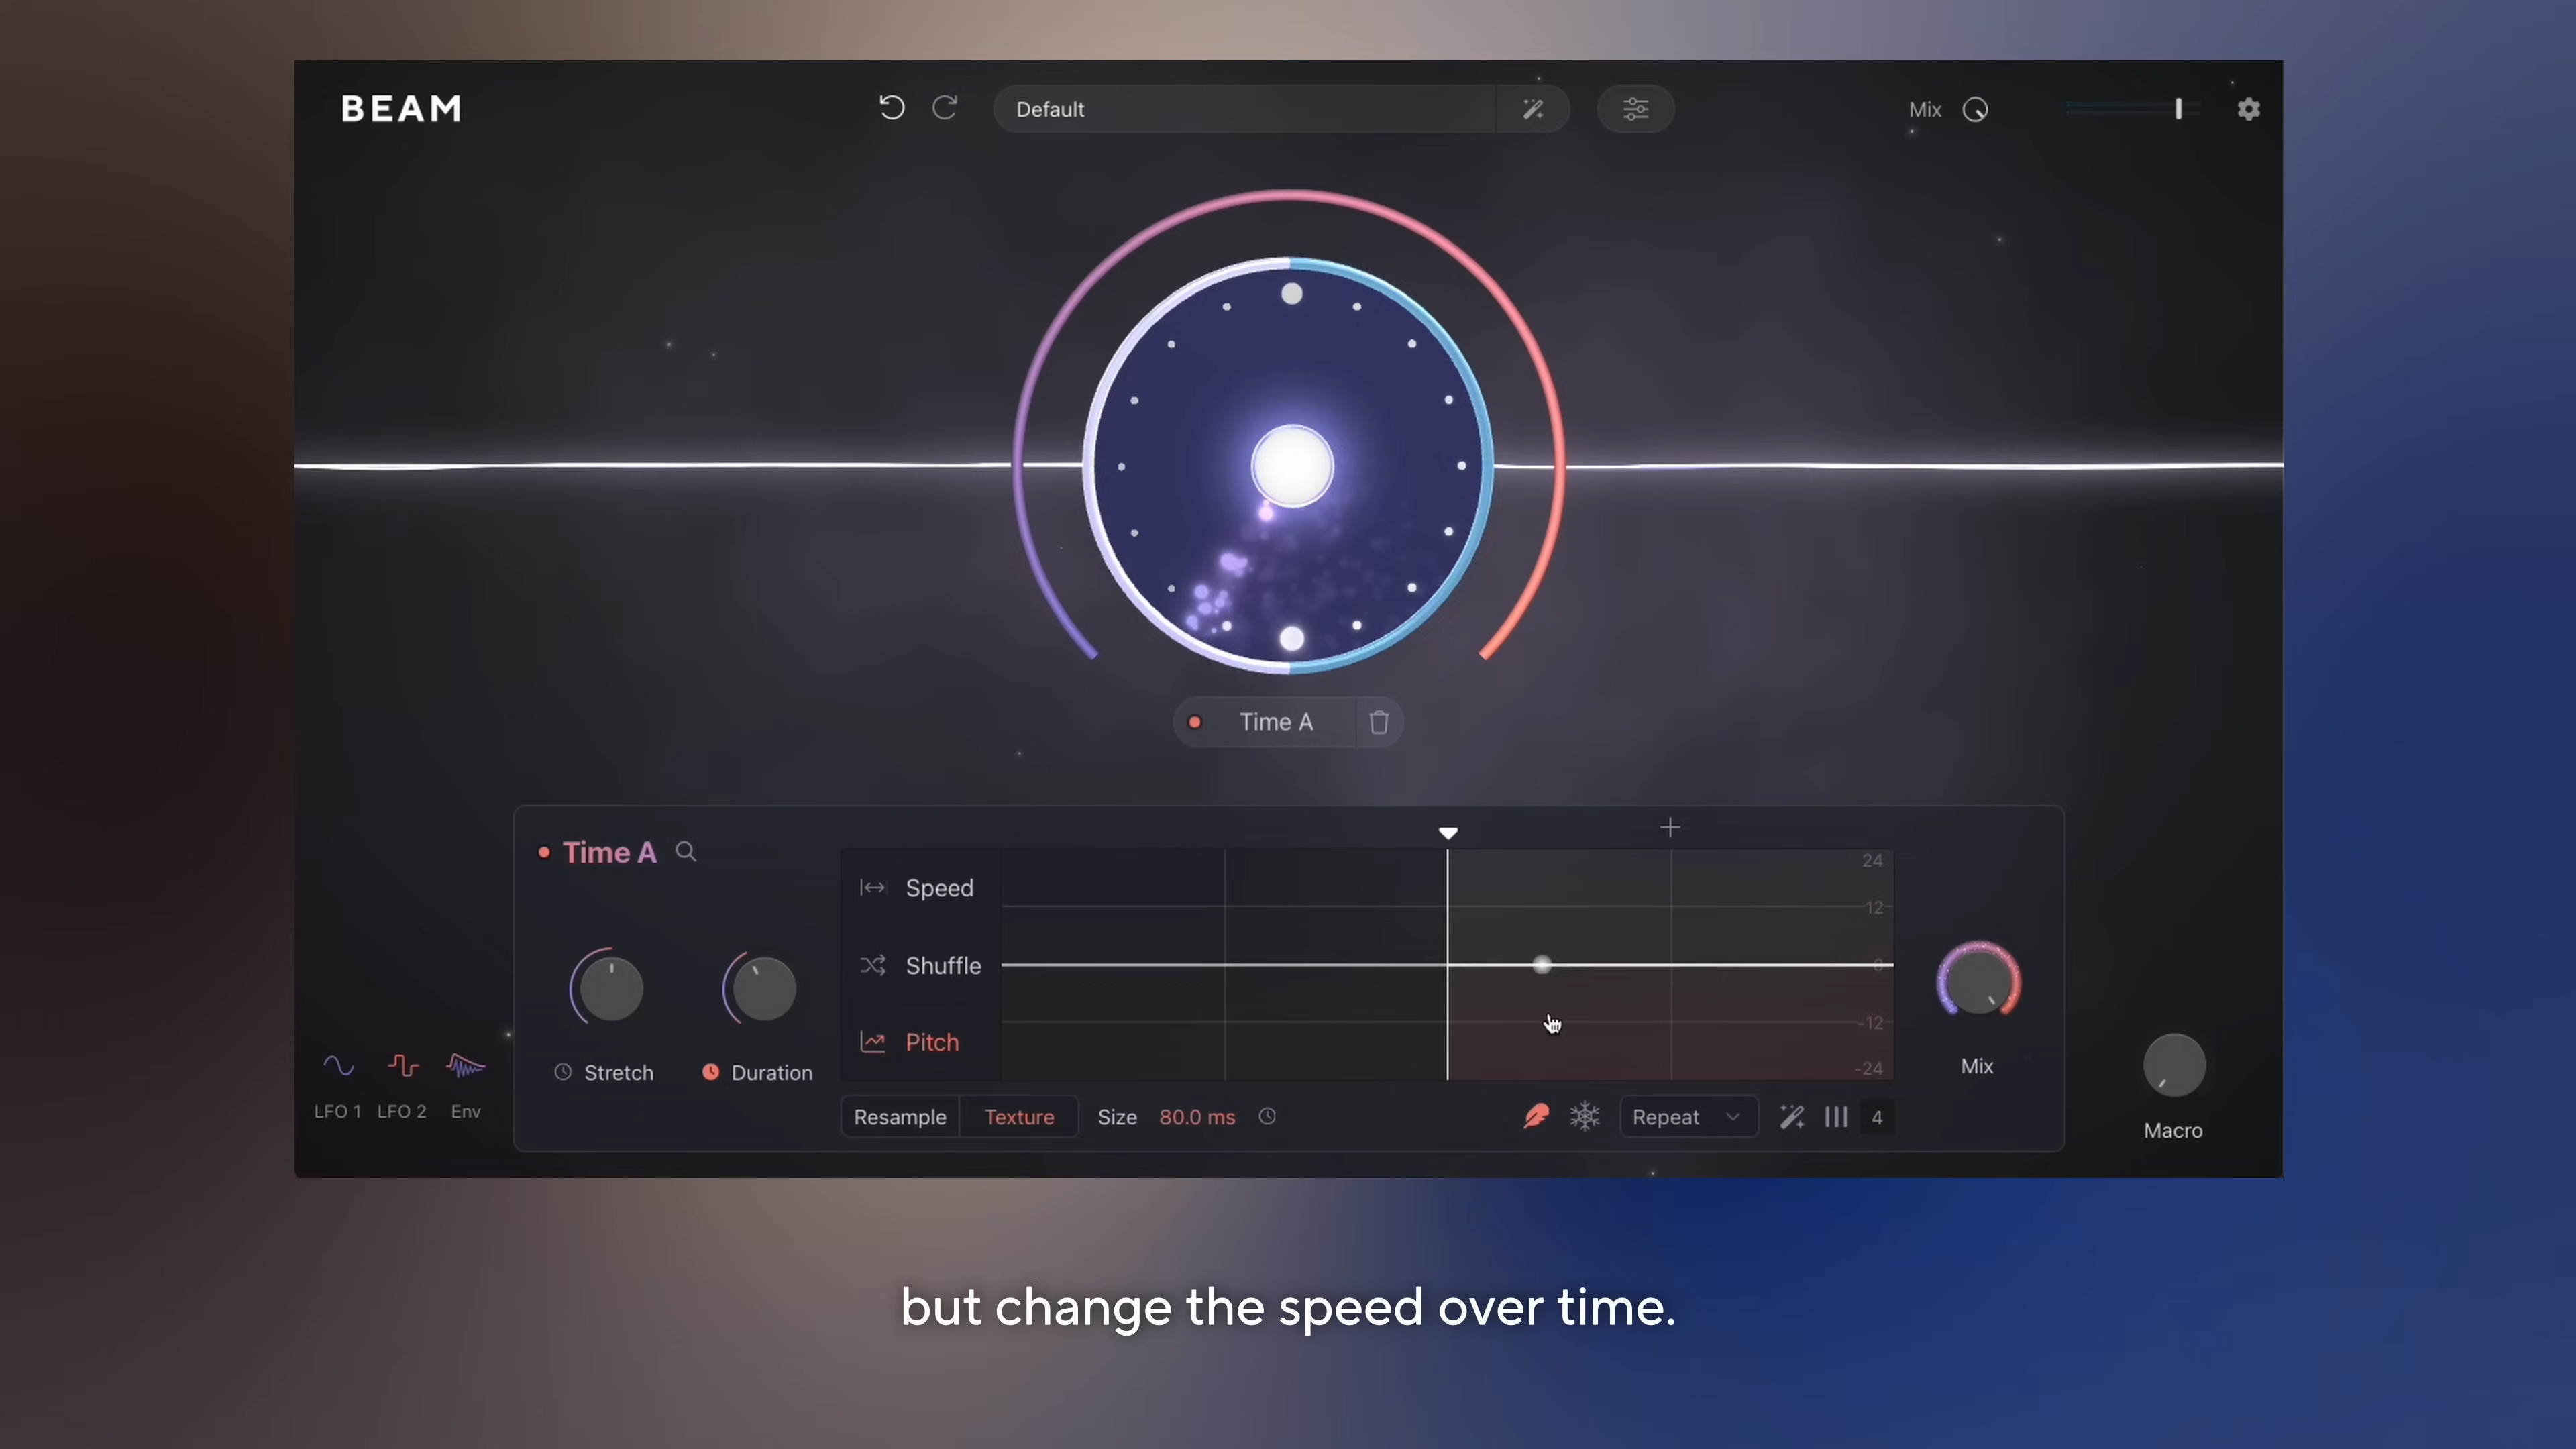 BEAM
Default
Mix
Time A
Time A
Speed
Shuffle
Pitch
24
12
0
-12
-24
Stretch
Duration
Mix
LFO 1
LFO 2
Env
Resample
Texture
Size
80.0 ms
Repeat
4
Macro
but change the speed over time.